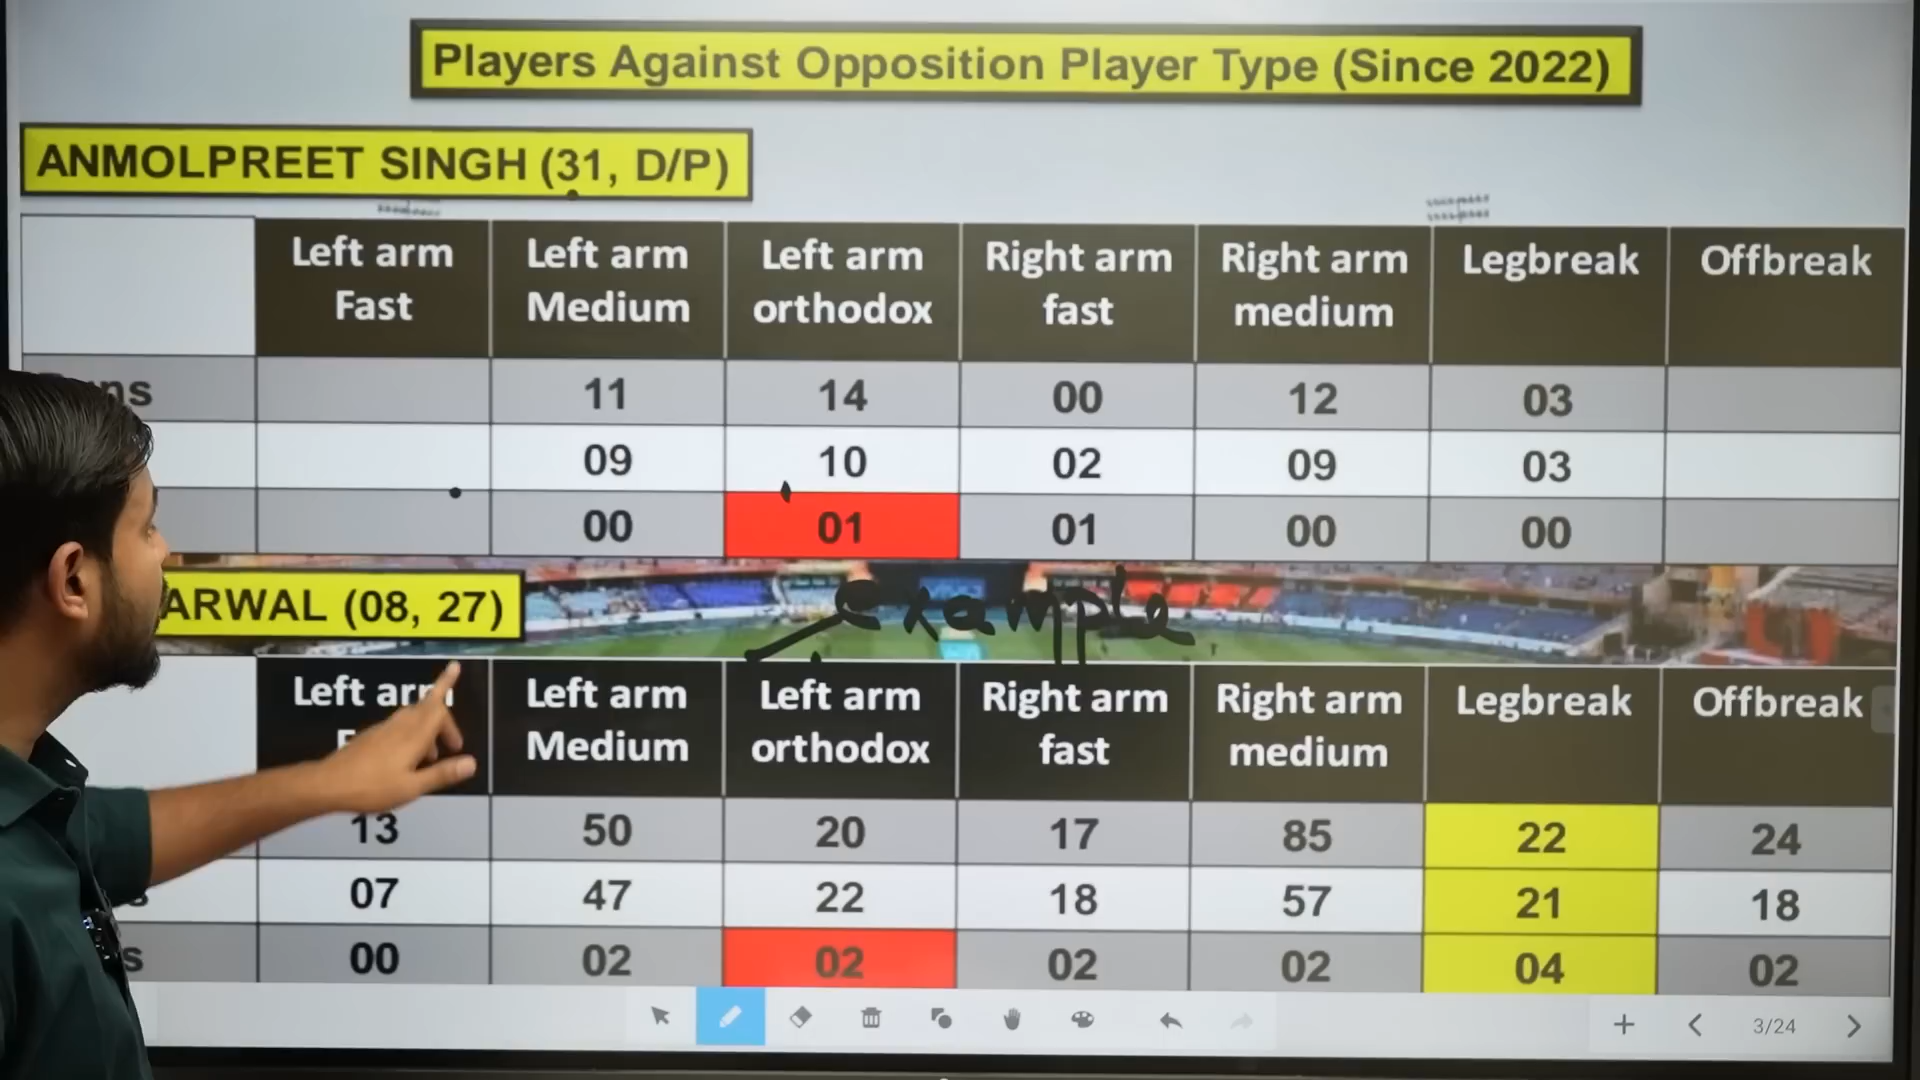 Players Against Opposition Player Type (Since 2022)
ANMOLPREET SINGH (31, D/P)
Left arm Fast Left arm Medium Left arm orthodox Right arm fast Right arm medium Legbreak Offbreak
11 14 00 12 03
09 10 02 09 03
00 01 01 00 00
ARWAL (08, 27)
example
Left arm Left arm Medium Left arm orthodox Right arm fast Right arm medium Legbreak Offbreak
13 50 20 17 85 22 24
07 47 22 18 57 21 18
00 02 02 02 02 04 02
3/24